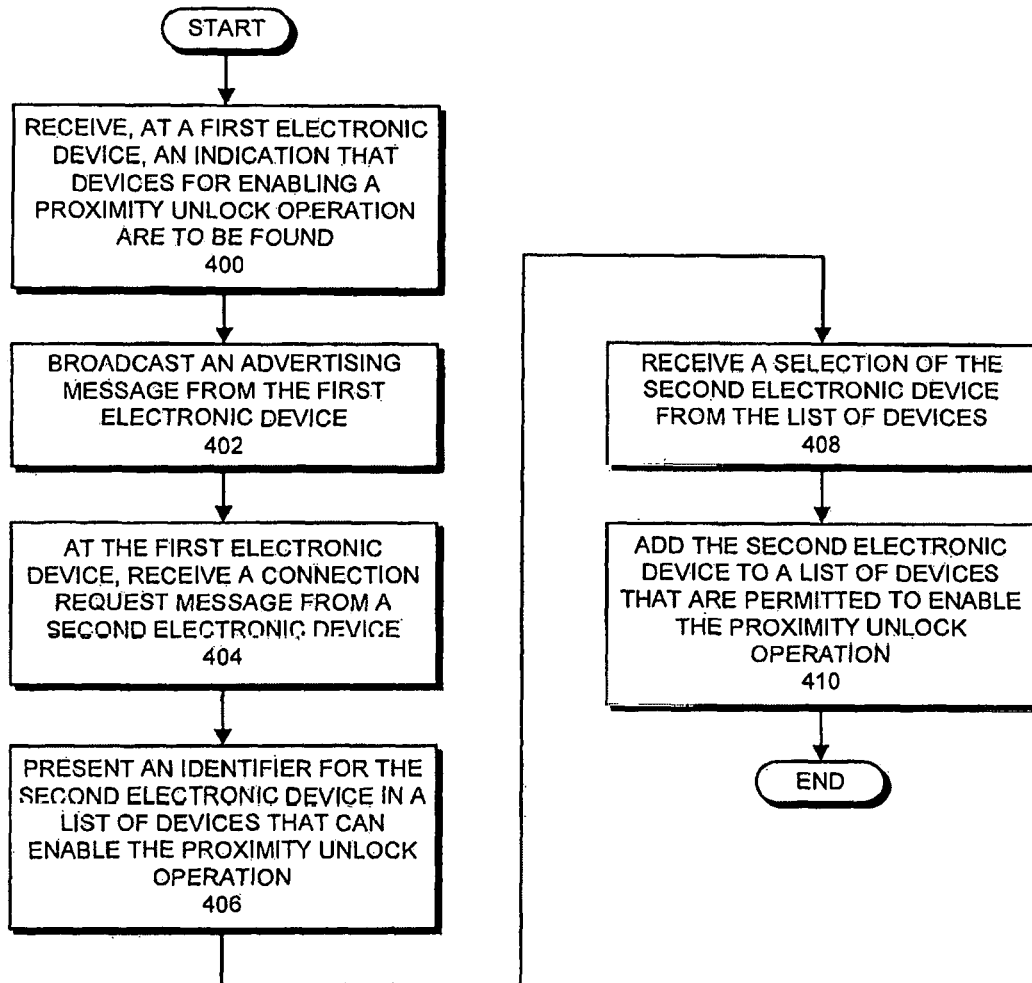 START
RECEIVE, AT A FIRST ELECTRONIC
DEVICE, AN INDICATION THAT
DEVICES FOR ENABLING A
PROXIMITY UNLOCK OPERATION
ARE TO BE FOUND
400
BROADCAST AN ADVERTISING
MESSAGE FROM THE FIRST
ELECTRONIC DEVICE
402
AT THE FIRST ELECTRONIC
DEVICE, RECEIVE A CONNECTION
REQUEST MESSAGE FROM A
SECOND ELECTRONIC DEVICE
404
PRESENT AN IDENTIFIER FOR THE
SECOND ELECTRONIC DEVICE IN A
LIST OF DEVICES THAT CAN
ENABLE THE PROXIMITY UNLOCK
OPERATION
406
RECEIVE A SELECTION OF THE
SECOND ELECTRONIC DEVICE
FROM THE LIST OF DEVICES
408
ADD THE SECOND ELECTRONIC
DEVICE TO A LIST OF DEVICES
THAT ARE PERMITTED TO ENABLE
THE PROXIMITY UNLOCK
OPERATION
410
END